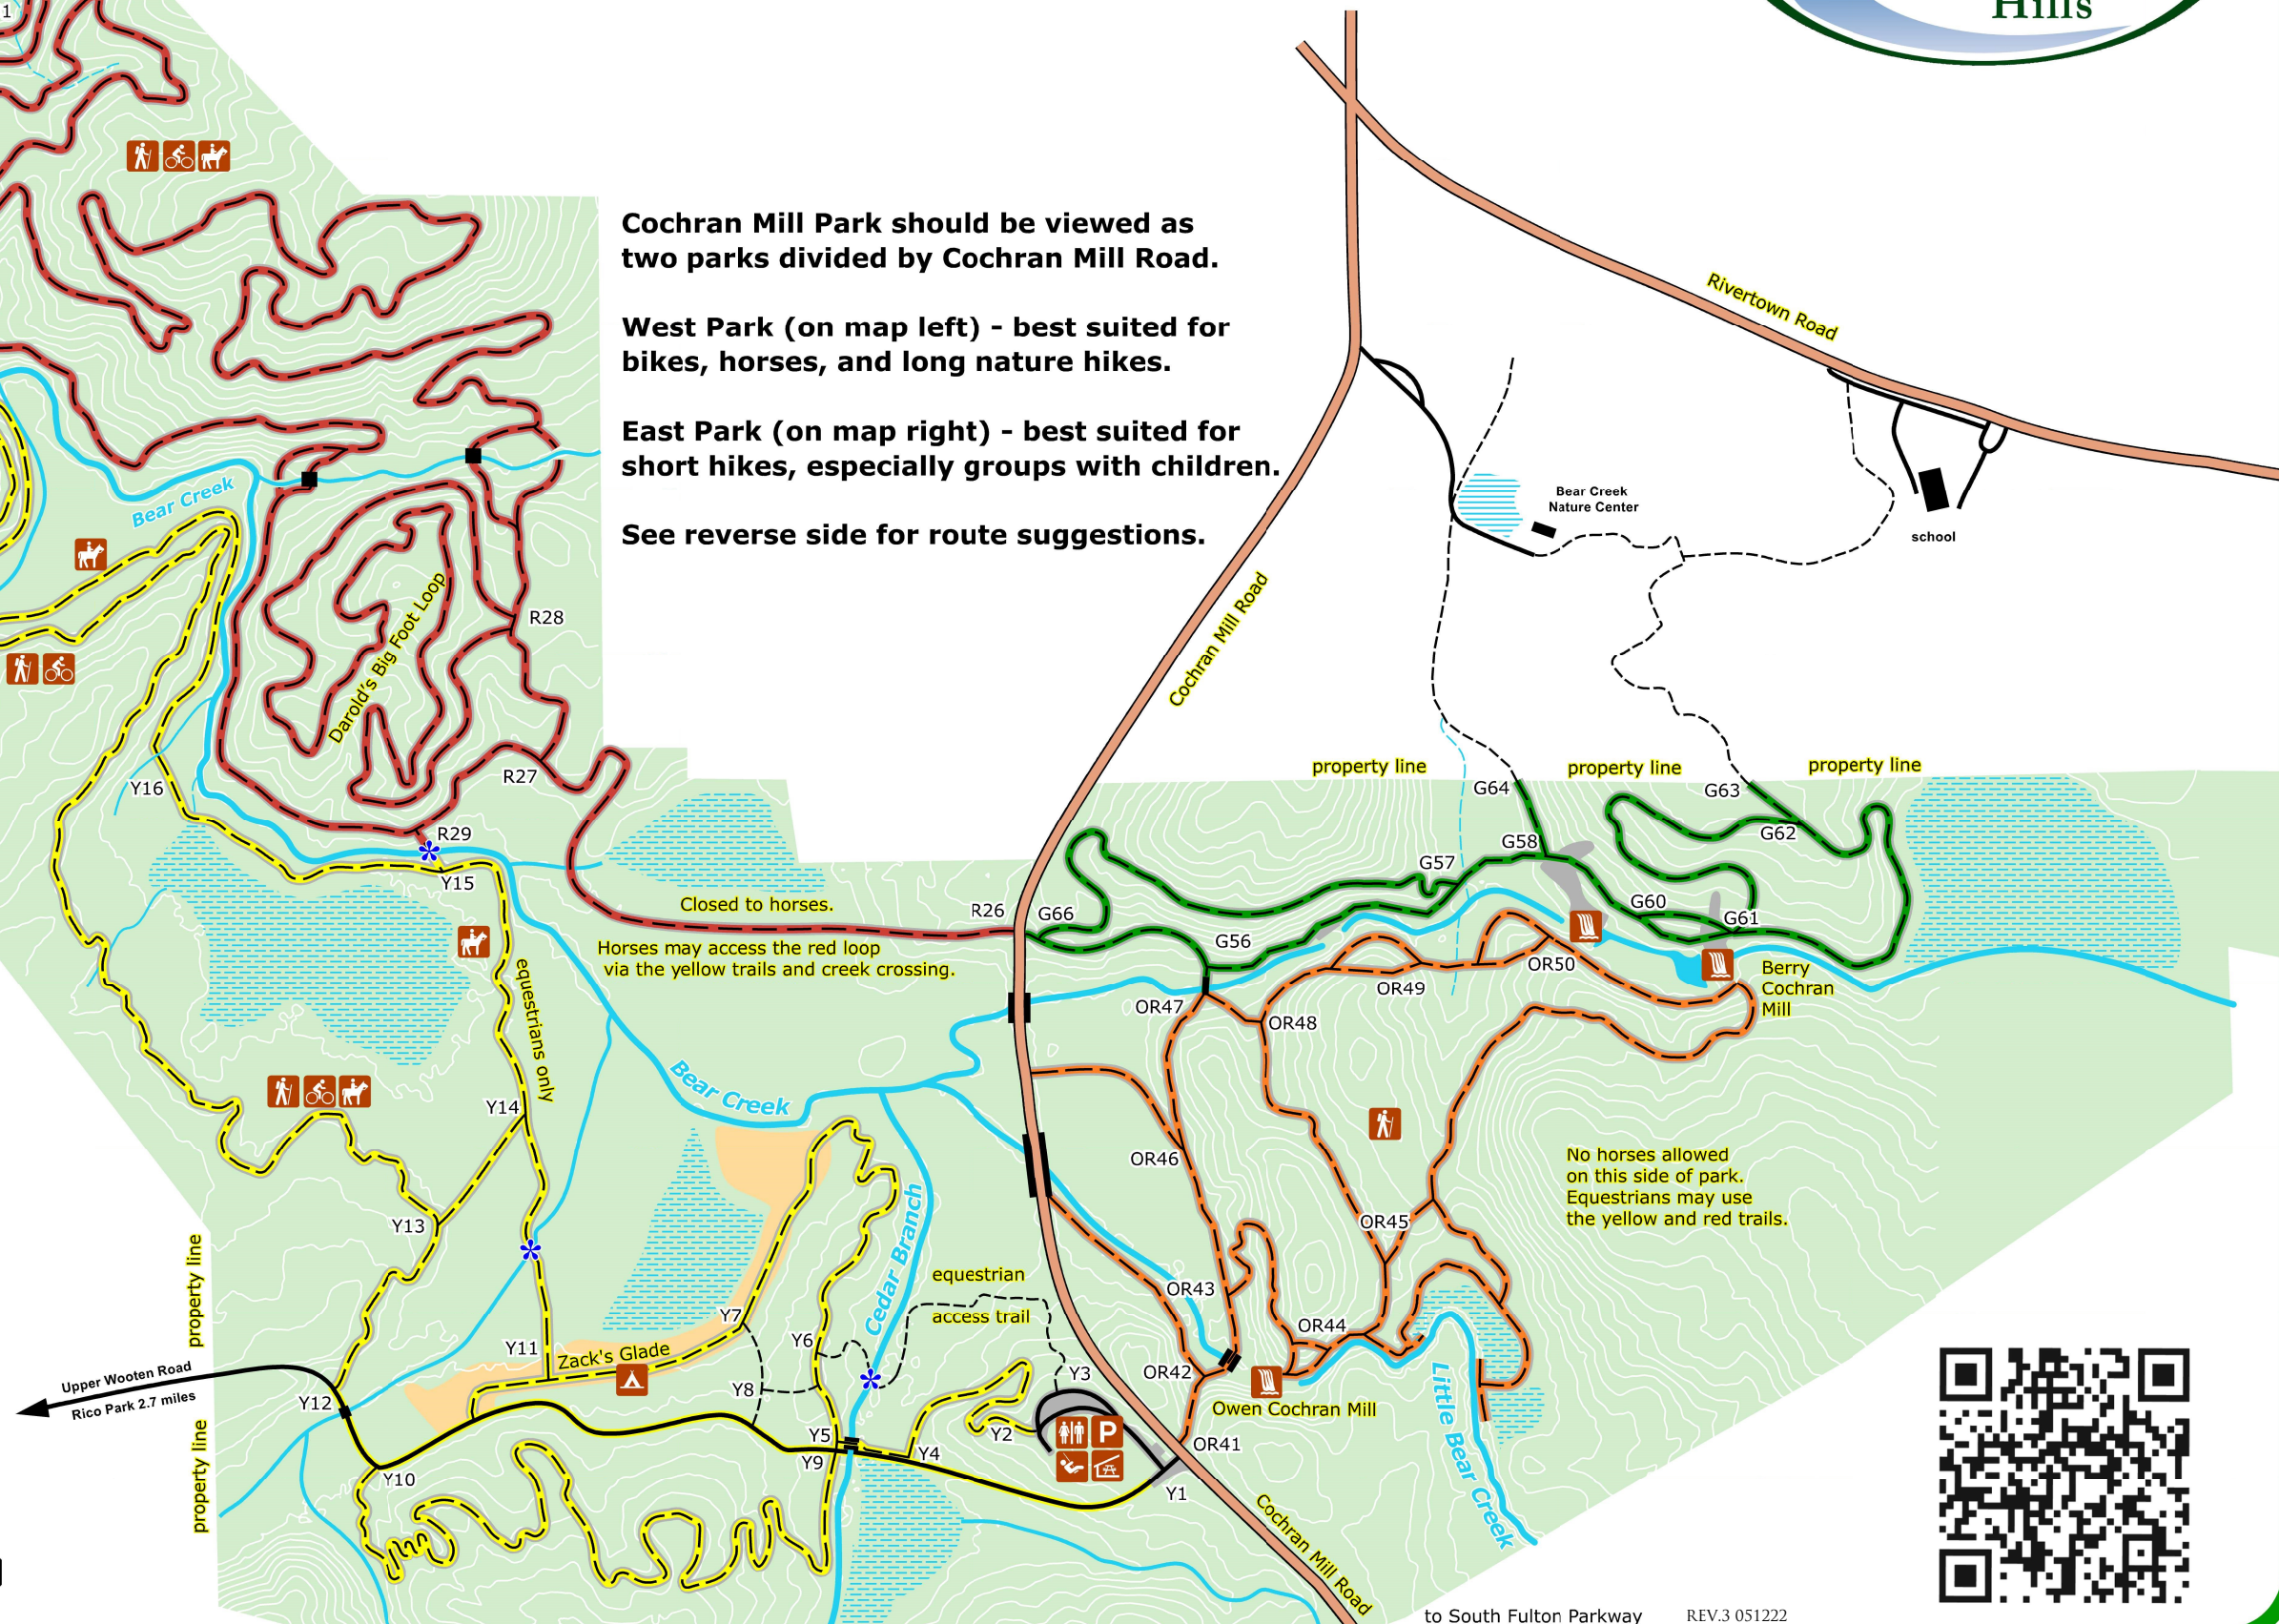 1
Hills
Cochran Mill Park should be viewed as
two parks divided by Cochran Mill Road.
West Park (on map left) - best suited for
bikes, horses, and long nature hikes.
East Park (on map right) - best suited for
short hikes, especially groups with children.
See reverse side for route suggestions.
Rivertown Road
Bear Creek
Nature Center
school
Bear Creek
Cochran Mill Road
Darold's Big Foot Loop
R28
R27
Y16
R29
Y15
property line
property line
property line
G64
G63
G62
G58
G57
G60
G61
Closed to horses.
R26
G66
G56
Horses may access the red loop
via the yellow trails and creek crossing.
equestrians only
OR50
OR49
Berry
Cochran
Mill
OR47
OR48
Bear Creek
Y14
OR46
No horses allowed
on this side of park.
Equestrians may use
the yellow and red trails.
Y13
OR45
property line
Cedar Branch
equestrian
access trail
OR43
Y7
Y6
OR44
Y11
Zack's Glade
Upper Wooten Road
Rico Park 2.7 miles
Y12
Y8
Y3
OR42
Owen Cochran Mill
Little Bear Creek
property line
Y5
Y4
Y2
P
OR41
Y9
Y10
Y1
Cochran Mill Road
to South Fulton Parkway
REV.3 051222